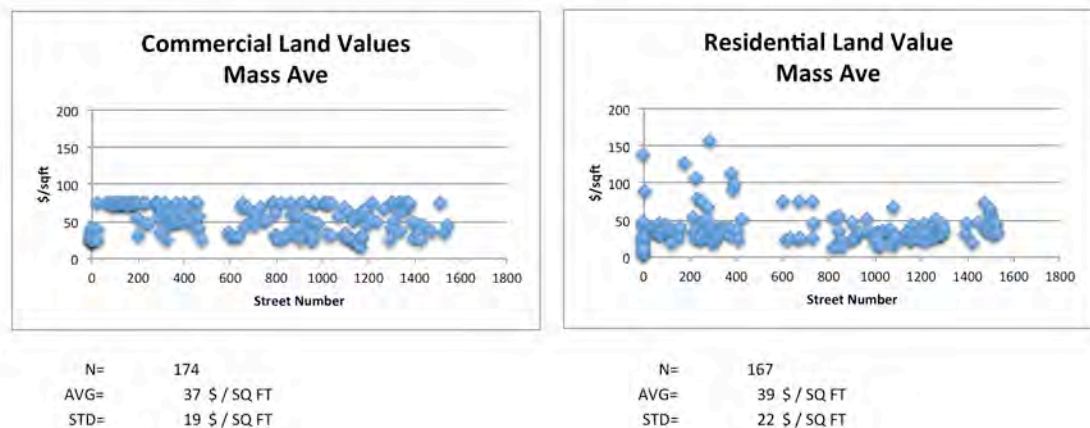 Commercial Land Values
Mass Ave
200
150
100
50
0
$/sqft
0 200 400 600 800 1000 1200 1400 1600 1800
Street Number
N= 174
AVG= 37 $ / SQ FT
STD= 19 $ / SQ FT
Residential Land Value
Mass Ave
200
150
100
50
0
$/sqft
0 200 400 600 800 1000 1200 1400 1600 1800
Street Number
N= 167
AVG= 39 $ / SQ FT
STD= 22 $ / SQ FT